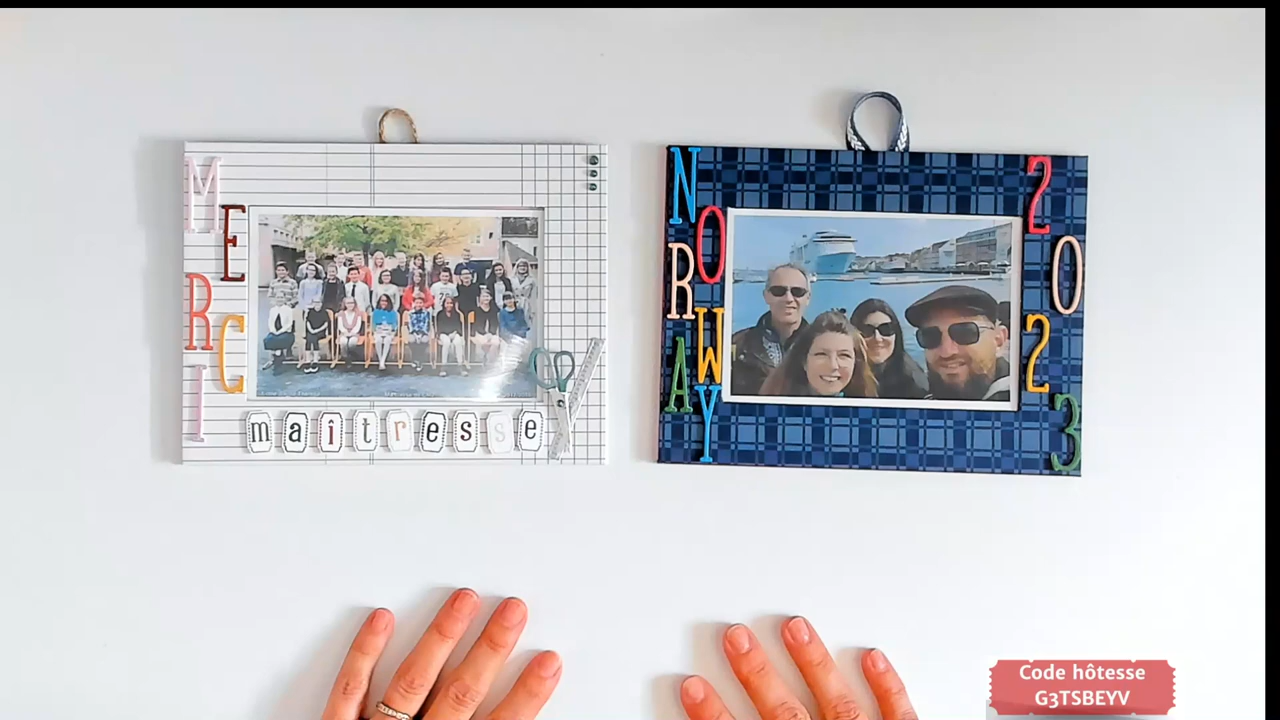 MERCI
maîtresse
NORWAY
2023
Code hôtesse
G3TSBEYV